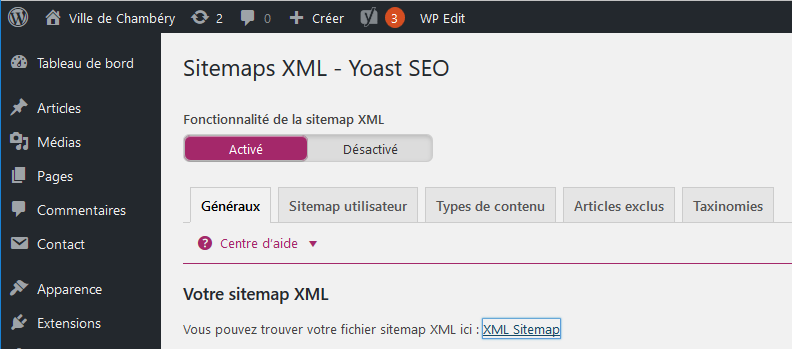 Ville de Chambéry 2 0 Créer 3 WP Edit
Tableau de bord
Articles
Médias
Pages
Commentaires
Contact
Apparence
Extensions
Sitemaps XML - Yoast SEO
Fonctionnalité de la sitemap XML
Activé Désactivé
Généraux Sitemap utilisateur Types de contenu Articles exclus Taxinomies
? Centre d'aide
Votre sitemap XML
Vous pouvez trouver votre fichier sitemap XML ici : XML Sitemap